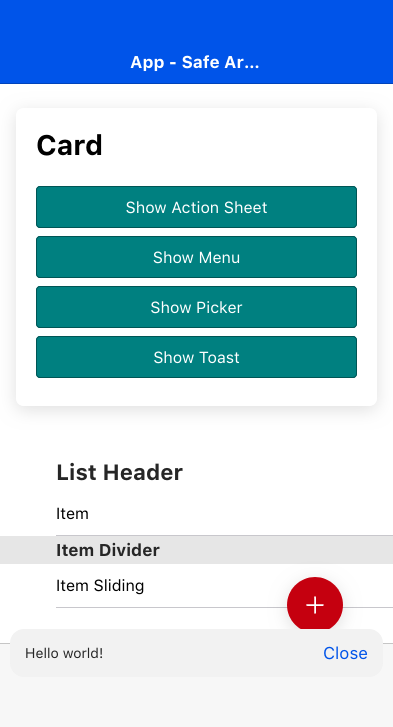 App - Safe Ar...
Card
Show Action Sheet
Show Menu
Show Picker
Show Toast
List Header
Item
Item Divider
Item Sliding
Hello world!
Close